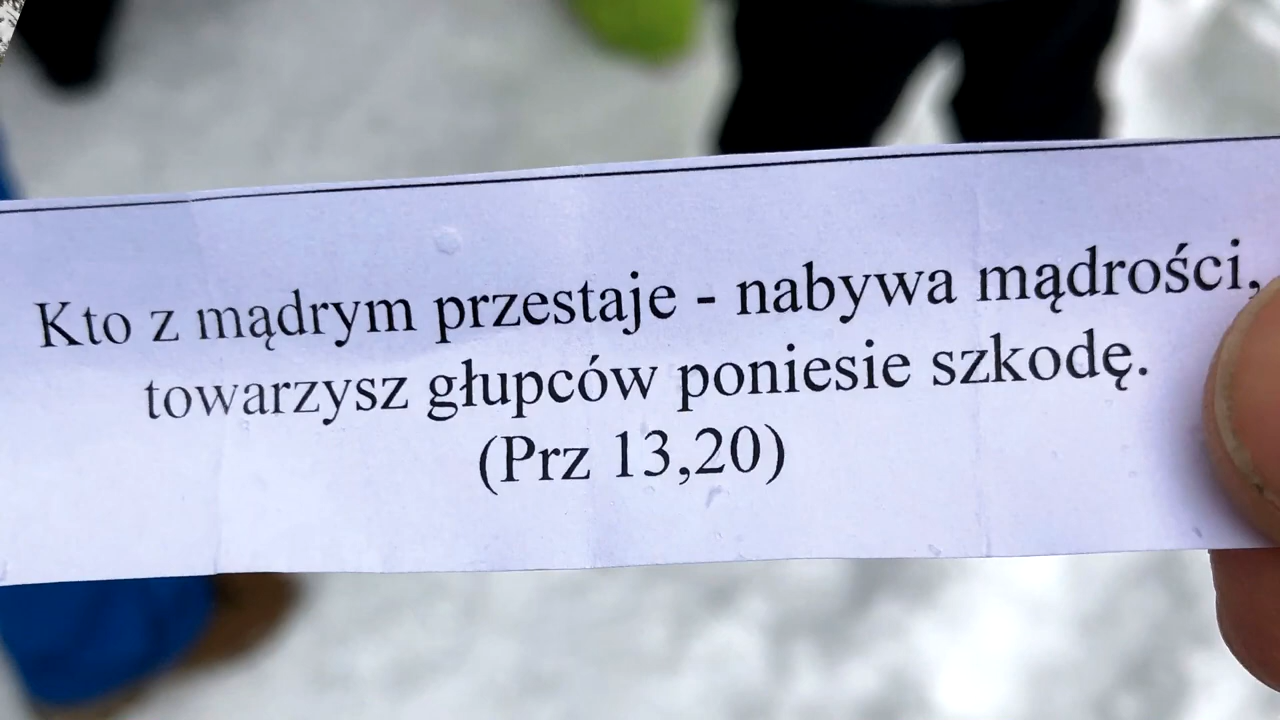 Kto z mądrym przestaje - nabywa mądrości,
towarzysz głupców poniesie szkodę.
(Prz 13,20)